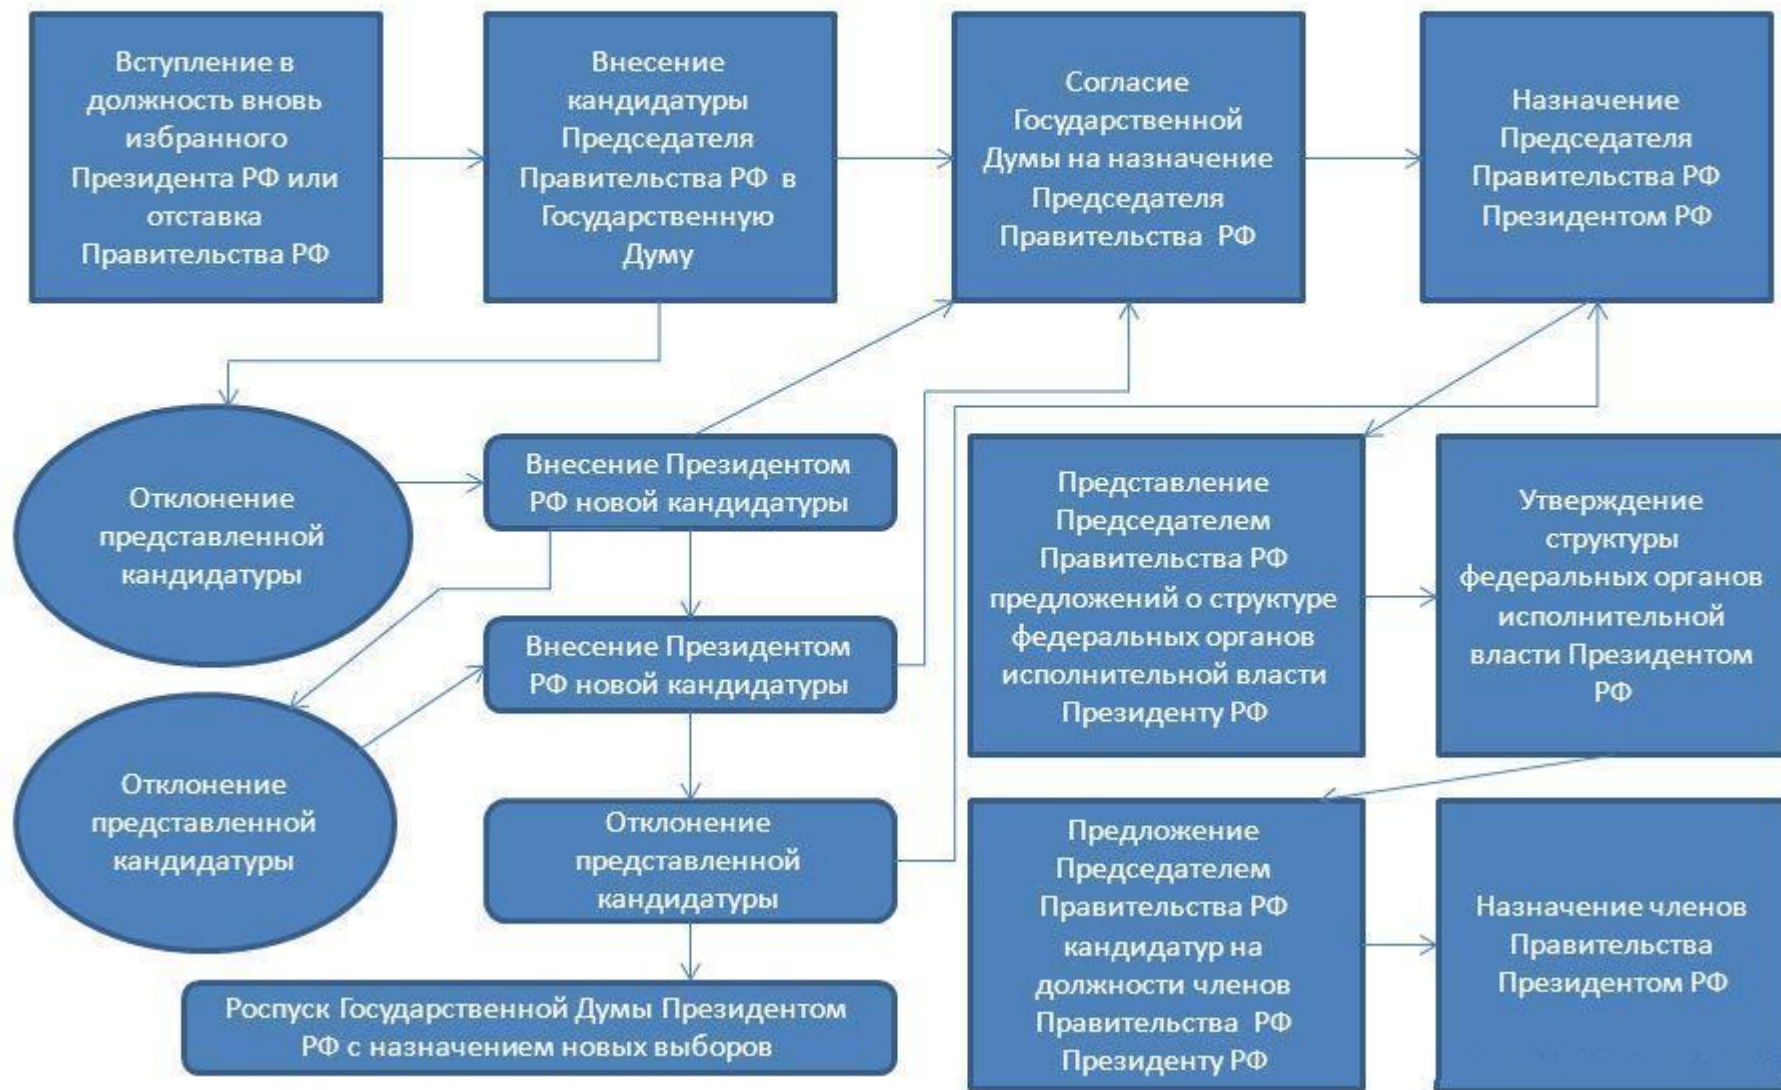 Вступление в
должность вновь
избранного
Президента РФ или
отставка
Правительства РФ
Внесение
кандидатуры
Председателя
Правительства РФ в
Государственную
Думу
Согласие
Государственной
Думы на назначение
Председателя
Правительства РФ
Назначение
Председателя
Правительства РФ
Президентом РФ
Отклонение
представленной
кандидатуры
Внесение Президентом
РФ новой кандидатуры
Представление
Председателем
Правительства РФ
предложений о структуре
федеральных органов
исполнительной власти
Президенту РФ
Утверждение
структуры
федеральных органов
исполнительной
власти Президентом
РФ
Внесение Президентом
РФ новой кандидатуры
Отклонение
представленной
кандидатуры
Отклонение
представленной
кандидатуры
Предложение
Председателем
Правительства РФ
кандидатур на
должности членов
Правительства РФ
Президенту РФ
Назначение членов
Правительства
Президентом РФ
Роспуск Государственной Думы Президентом
РФ с назначением новых выборов